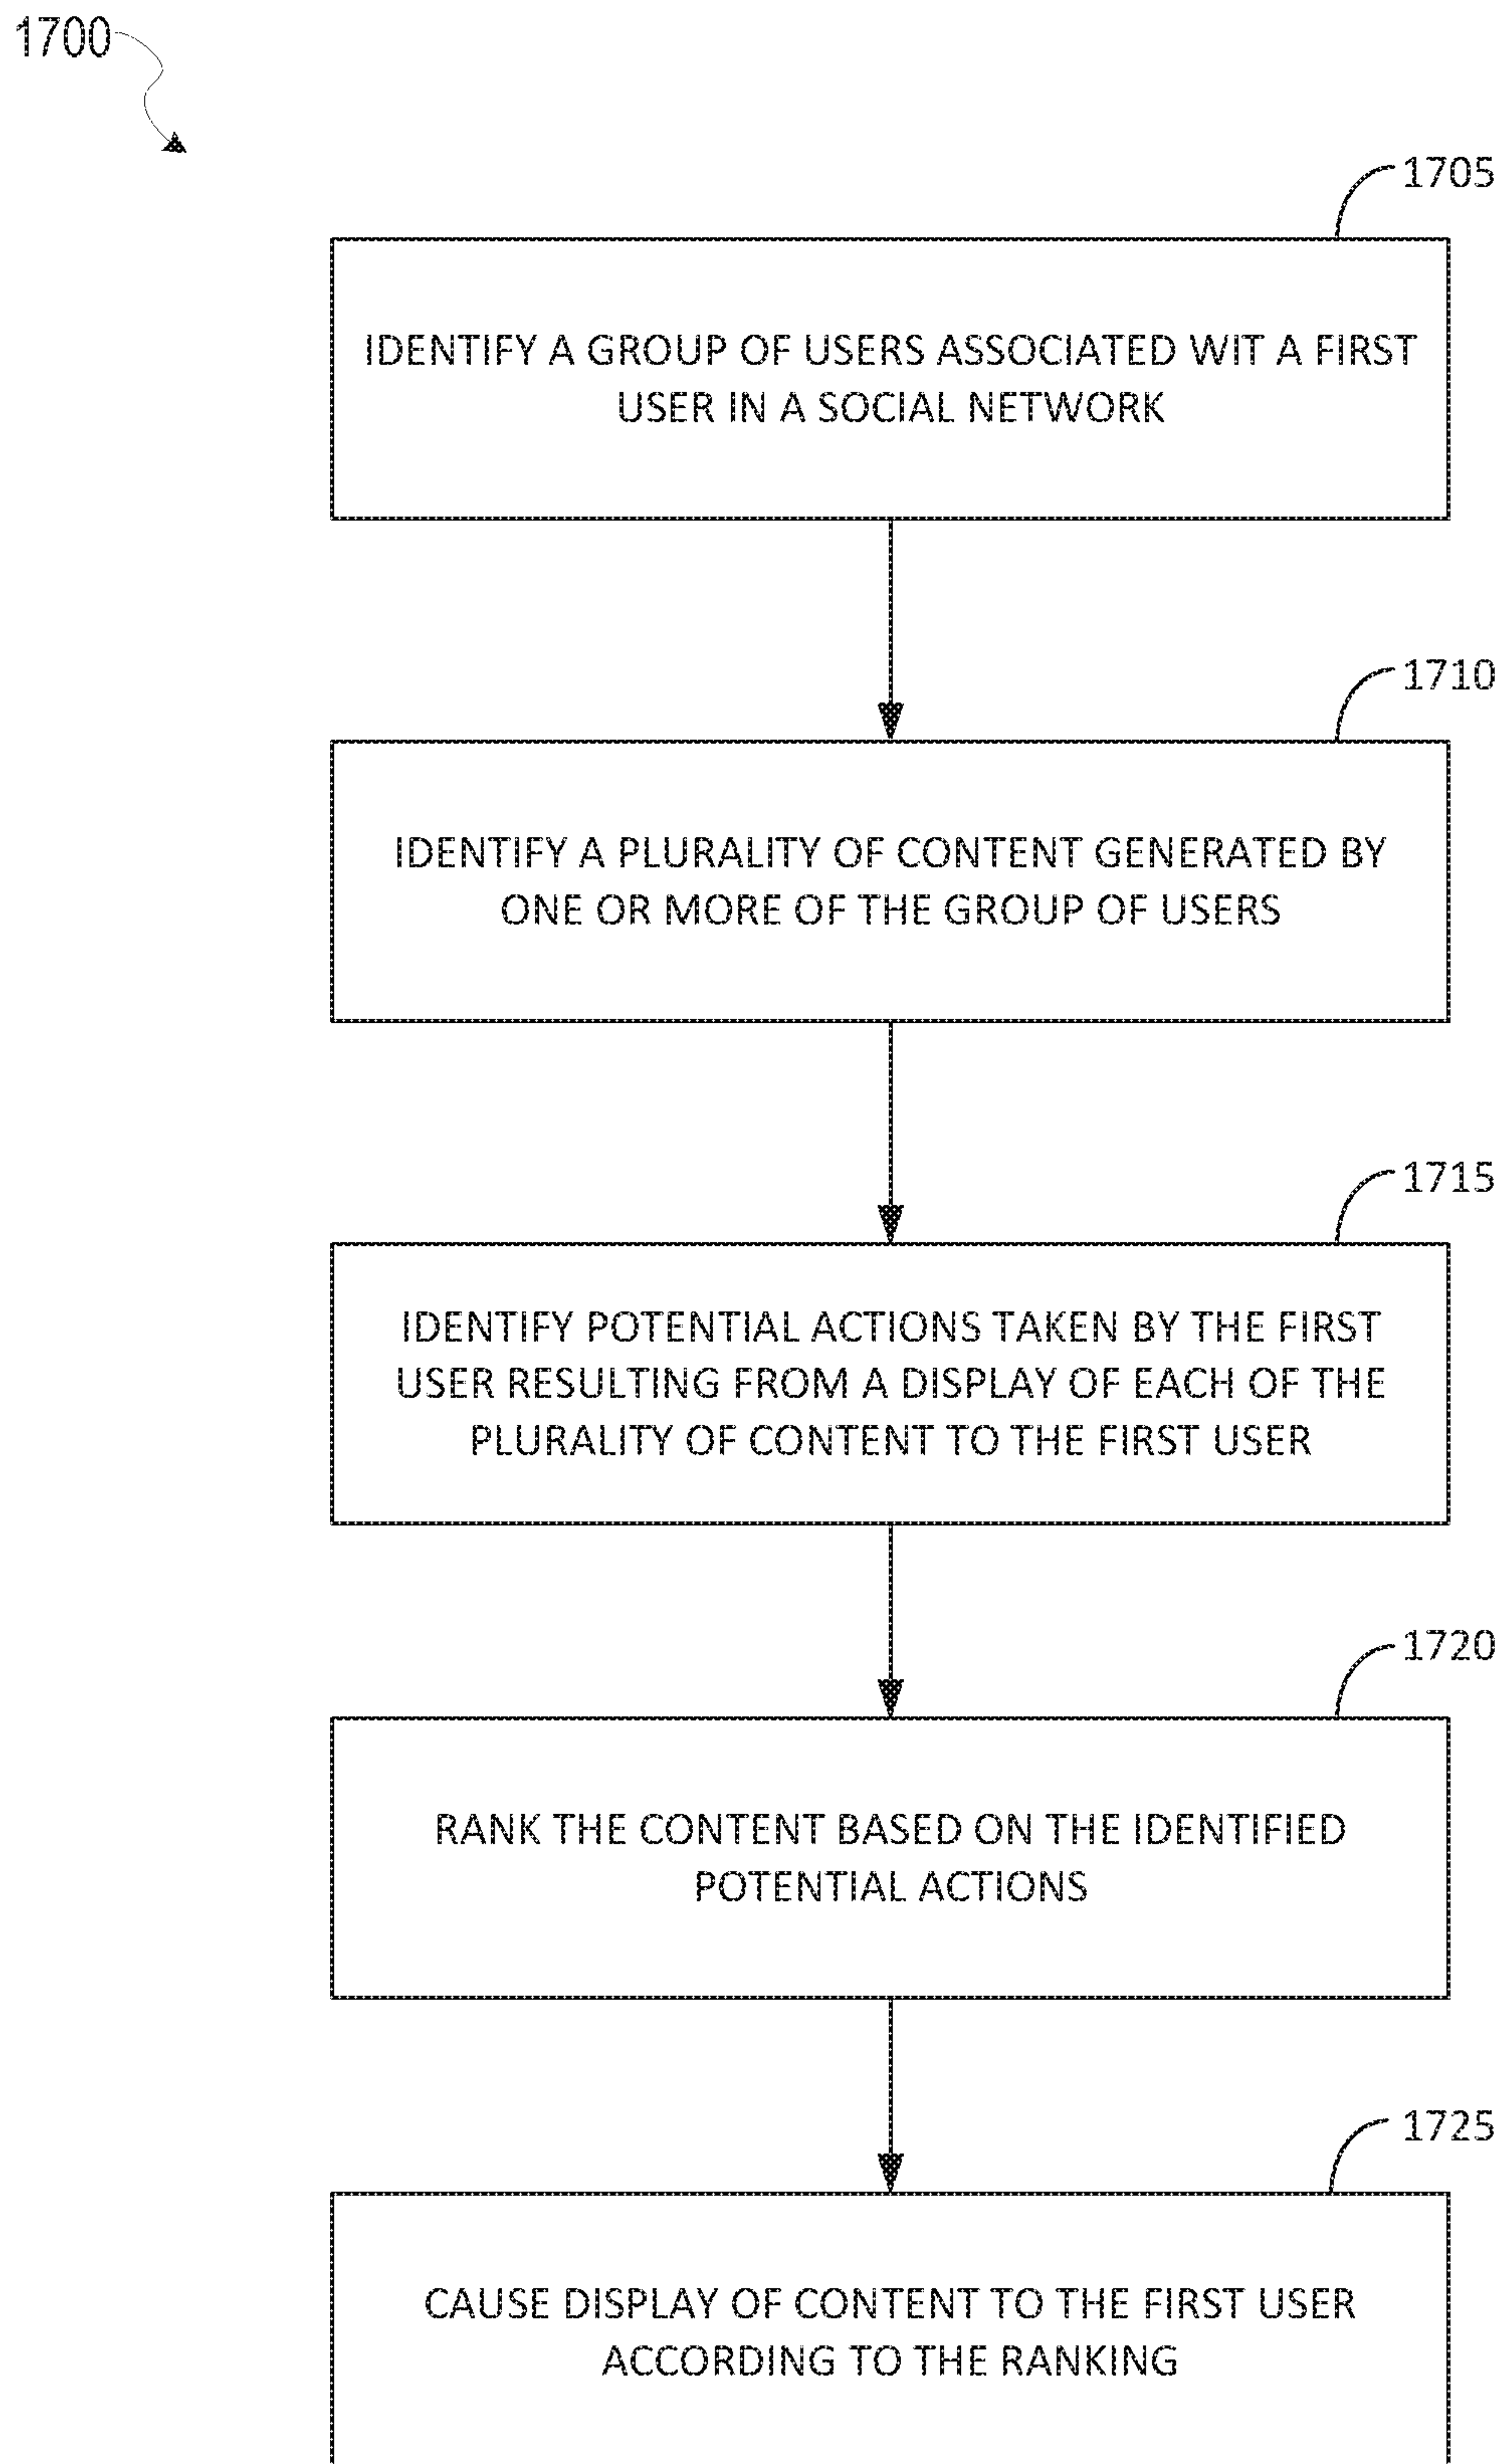 1700
1705
IDENTIFY A GROUP OF USERS ASSOCIATED WIT A FIRST
USER IN A SOCIAL NETWORK
1710
IDENTIFY A PLURALITY OF CONTENT GENERATED BY
ONE OR MORE OF THE GROUP OF USERS
1715
IDENTIFY POTENTIAL ACTIONS TAKEN BY THE FIRST
USER RESULTING FROM A DISPLAY OF EACH OF THE
PLURALITY OF CONTENT TO THE FIRST USER
1720
RANK THE CONTENT BASED ON THE IDENTIFIED
POTENTIAL ACTIONS
1725
CAUSE DISPLAY OF CONTENT TO THE FIRST USER
ACCORDING TO THE RANKING